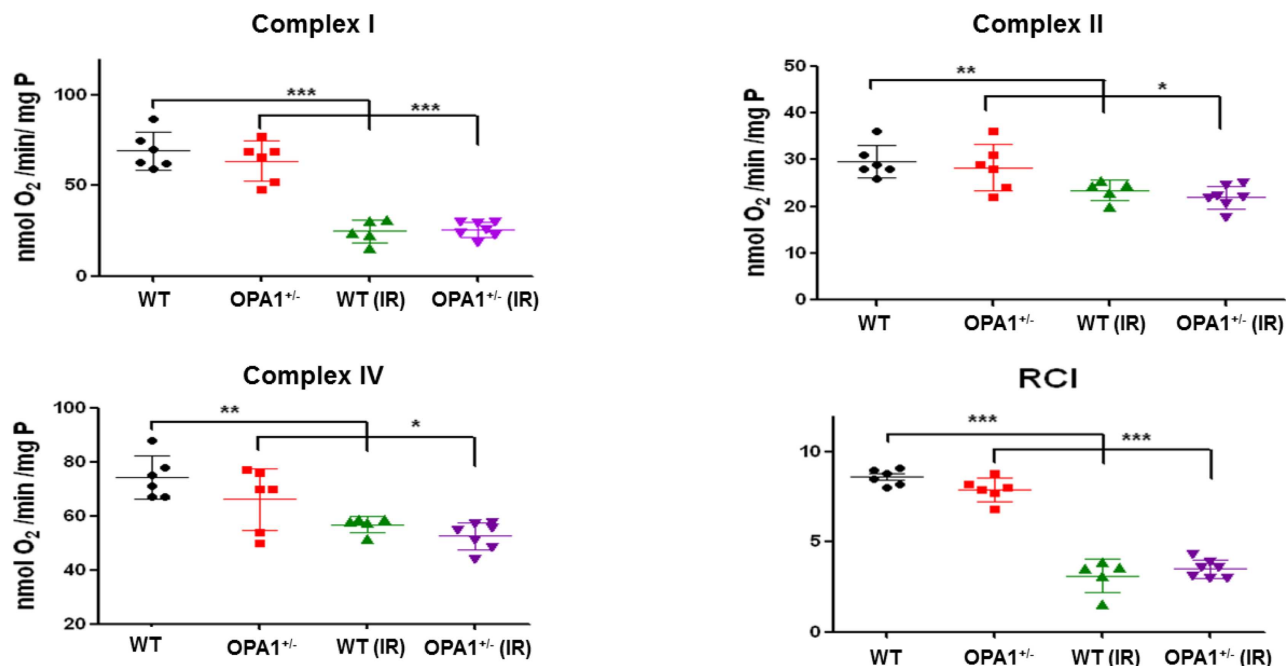 Complex I
nmol O₂ /min/ mg P
100
50
0
***
***
WT
OPA1⁺/⁻
WT (IR)
OPA1⁺/⁻ (IR)
Complex II
nmol O₂ /min /mg P
50
40
30
20
10
0
**
*
WT
OPA1⁺/⁻
WT (IR)
OPA1⁺/⁻ (IR)
Complex IV
nmol O₂ /min /mg P
100
80
60
40
20
**
*
WT
OPA1⁺/⁻
WT (IR)
OPA1⁺/⁻ (IR)
RCI
10
5
0
***
***
WT
OPA1⁺/⁻
WT (IR)
OPA1⁺/⁻ (IR)